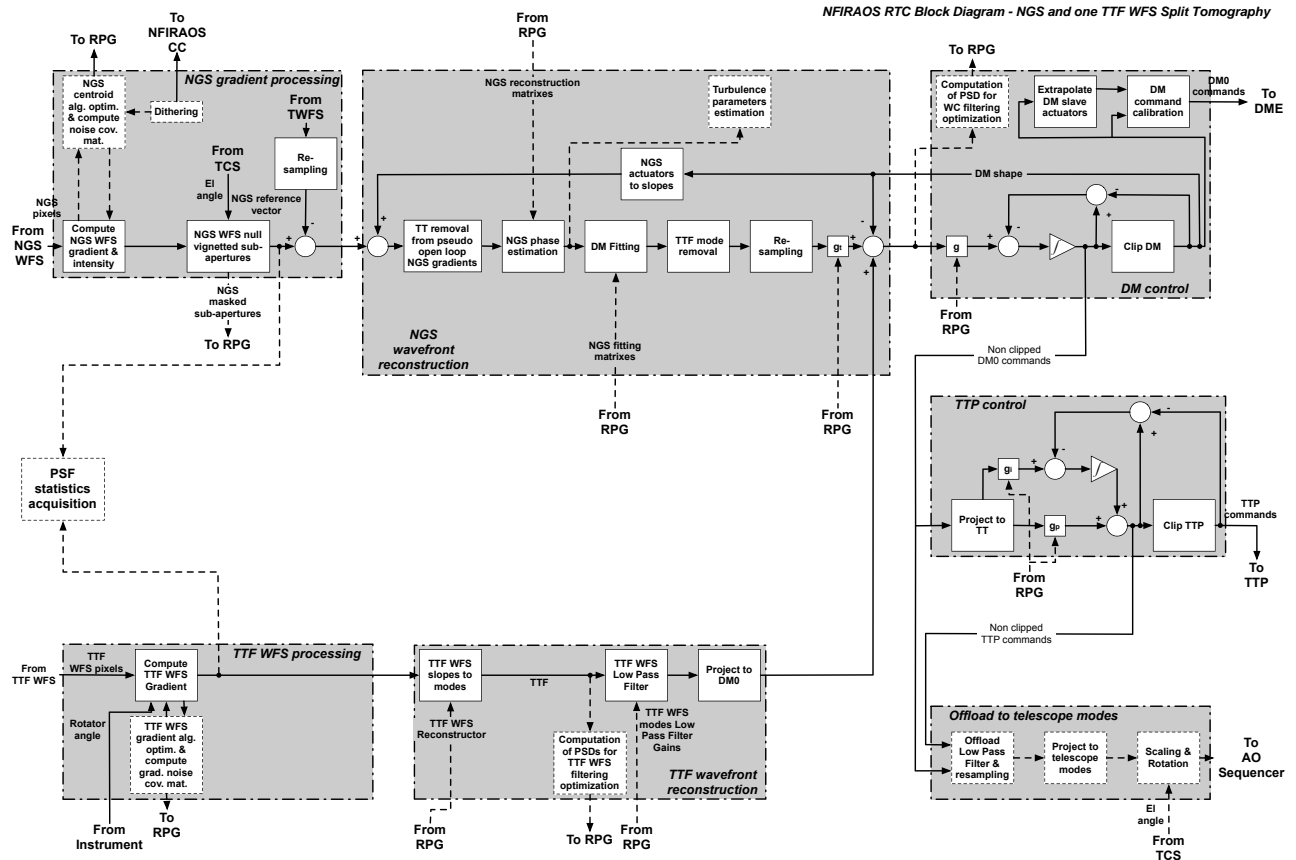 NFIRAOS RTC Block Diagram - NGS and one TTF WFS Split Tomography
To
NFIRAOS
CC
To RPG
NGS gradient processing
NGS
centroid
alg. optim.
& compute
noise cov.
mat.
Dithering
From
TWFS
Re-
sampling
From
TCS
El
angle
NGS reference
vector
NGS
pixels
From
NGS
WFS
Compute
NGS WFS
gradient &
intensity
NGS WFS null
vignetted sub-
apertures
+
-
NGS
masked
sub-apertures
To RPG
From
RPG
NGS reconstruction
matrixes
Turbulence
parameters
estimation
NGS
actuators
to slopes
+
+
TT removal
from pseudo
open loop
NGS gradients
NGS phase
estimation
DM Fitting
TTF mode
removal
Re-
sampling
gt
+
-
+
NGS
wavefront
reconstruction
NGS fitting
matrixes
From
RPG
From
RPG
To RPG
Computation
of PSD for
WC filtering
optimization
Extrapolate
DM slave
actuators
DM
command
calibration
DM0
commands
To
DME
DM shape
-
-
+
g
+
∫
Clip DM
DM control
From
RPG
Non clipped
DM0 commands
TTP control
-
+
-
gI
+
∫
+
Project to
TT
gp
+
Clip TTP
TTP
commands
From
RPG
To
TTP
Non clipped
TTP commands
PSF
statistics
acquisition
TTF WFS processing
From
TTF WFS
TTF
WFS pixels
Compute
TTF WFS
Gradient
Rotator
angle
TTF WFS
gradient alg.
optim. &
compute
grad. noise
cov. mat.
From
Instrument
To
RPG
TTF WFS
slopes to
modes
TTF
TTF WFS
Low Pass
Filter
Project to
DM0
TTF WFS
Reconstructor
Computation
of PSDs for
TTF WFS
filtering
optimization
TTF WFS
modes Low
Pass Filter
Gains
TTF wavefront
reconstruction
From
RPG
To RPG
From
RPG
Offload to telescope modes
Offload
Low Pass
Filter &
resampling
Project to
telescope
modes
Scaling &
Rotation
To
AO
Sequencer
El
angle
From
TCS